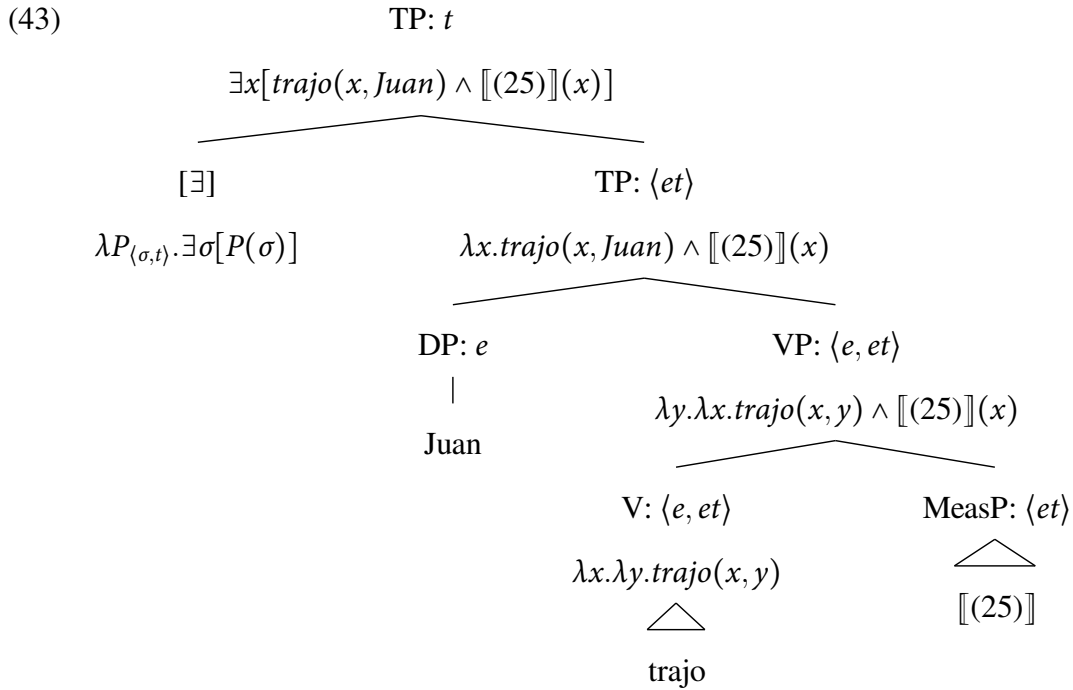 (43) TP: t
∃x[trajo(x, Juan) ∧ ⟦(25)⟧(x)]
[∃] TP: ⟨et⟩
λP⟨σ,t⟩.∃σ[P(σ)] λx.trajo(x, Juan) ∧ ⟦(25)⟧(x)
DP: e VP: ⟨e, et⟩
Juan λy.λx.trajo(x, y) ∧ ⟦(25)⟧(x)
V: ⟨e, et⟩ MeasP: ⟨et⟩
λx.λy.trajo(x, y) ⟦(25)⟧
trajo